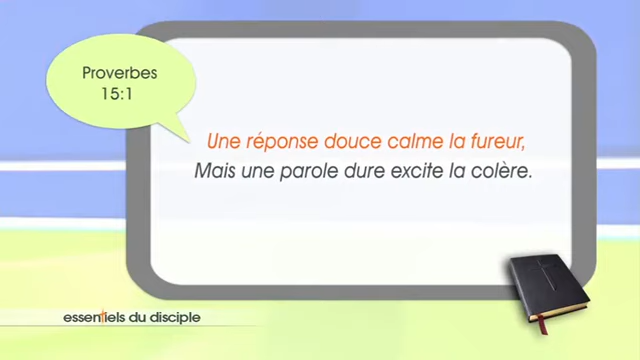 Proverbes
15:1
Une réponse douce calme la fureur,
Mais une parole dure excite la colère.
essentiels du disciple